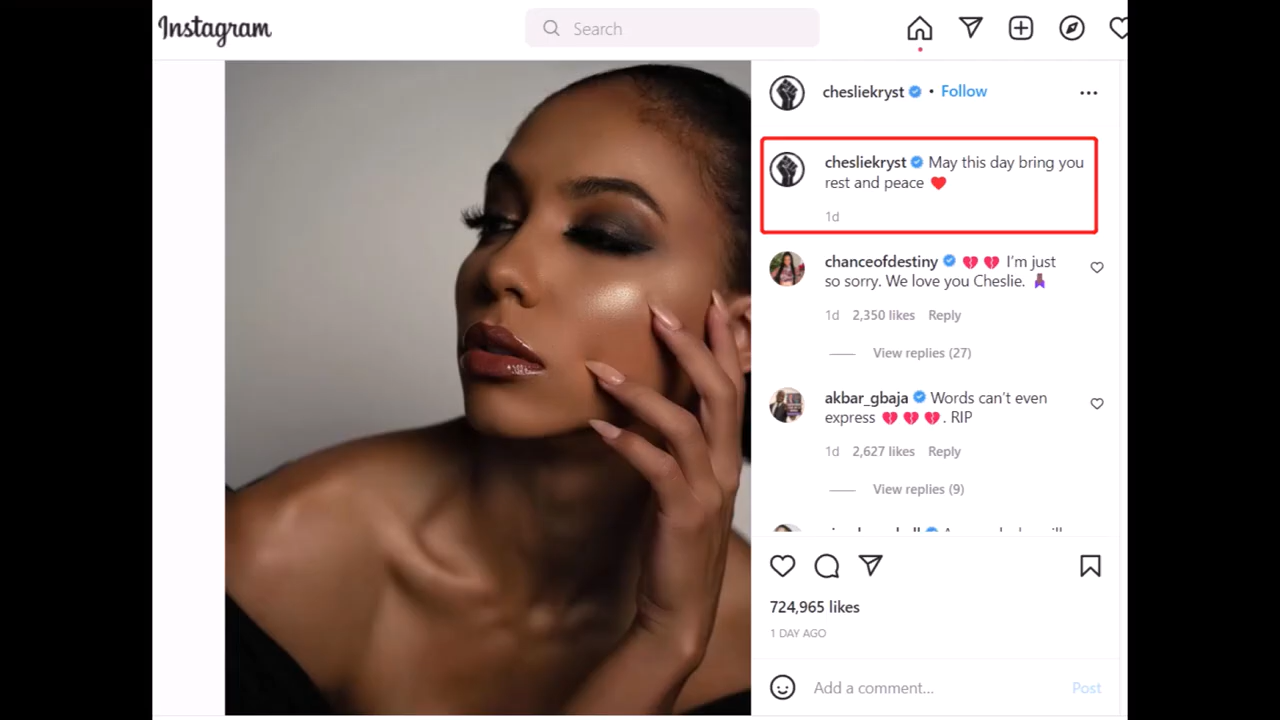 Instagram
Search
chesliekryst • Follow
chesliekryst May this day bring you
rest and peace ❤️
1d
chanceofdestiny 💔 💔 I'm just
so sorry. We love you Cheslie. 🙏🏾
1d 2,350 likes Reply
View replies (27)
akbar_gbaja Words can't even
express 💔 💔 💔. RIP
1d 2,627 likes Reply
View replies (9)
724,965 likes
1 DAY AGO
Add a comment... Post